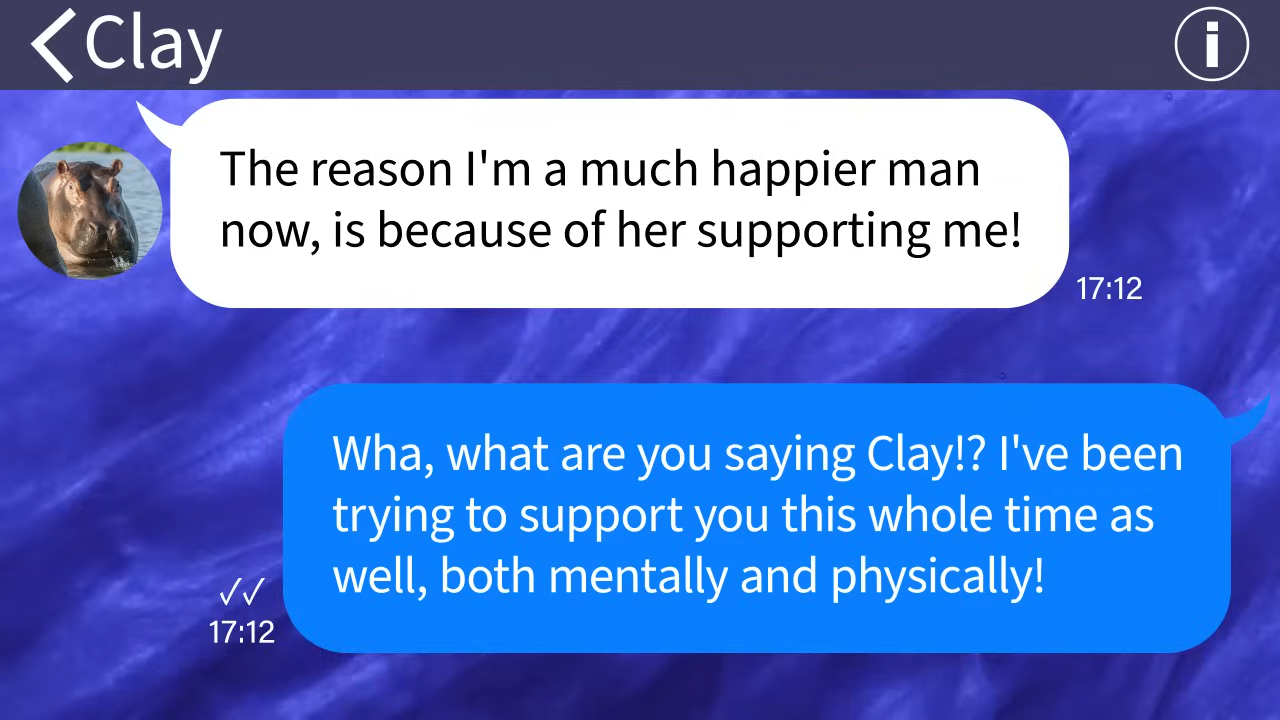 Clay
The reason I'm a much happier man
now, is because of her supporting me!
17:12
Wha, what are you saying Clay!? I've been
trying to support you this whole time as
well, both mentally and physically!
17:12